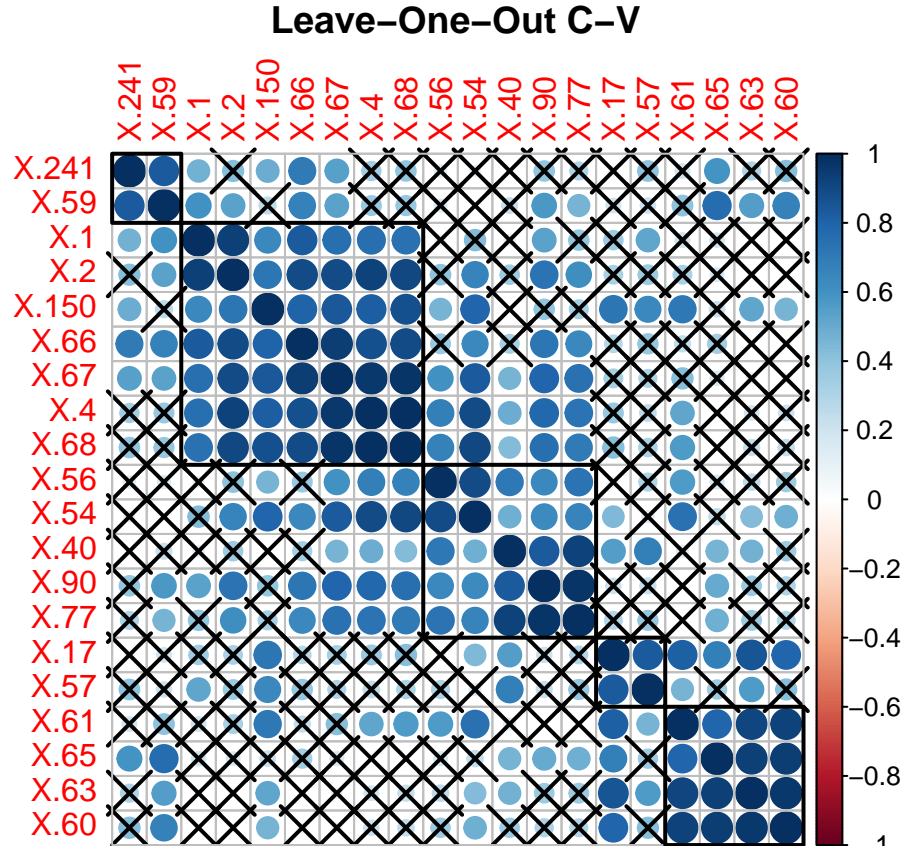 Leave−One−Out C−V
X.241 X.59 X.1 X.2 X.150 X.66 X.67 X.4 X.68 X.56 X.54 X.40 X.90 X.77 X.17 X.57 X.61 X.65 X.63 X.60
X.241
X.59
X.1
X.2
X.150
X.66
X.67
X.4
X.68
X.56
X.54
X.40
X.90
X.77
X.17
X.57
X.61
X.65
X.63
X.60
1
0.8
0.6
0.4
0.2
0
−0.2
−0.4
−0.6
−0.8
−1